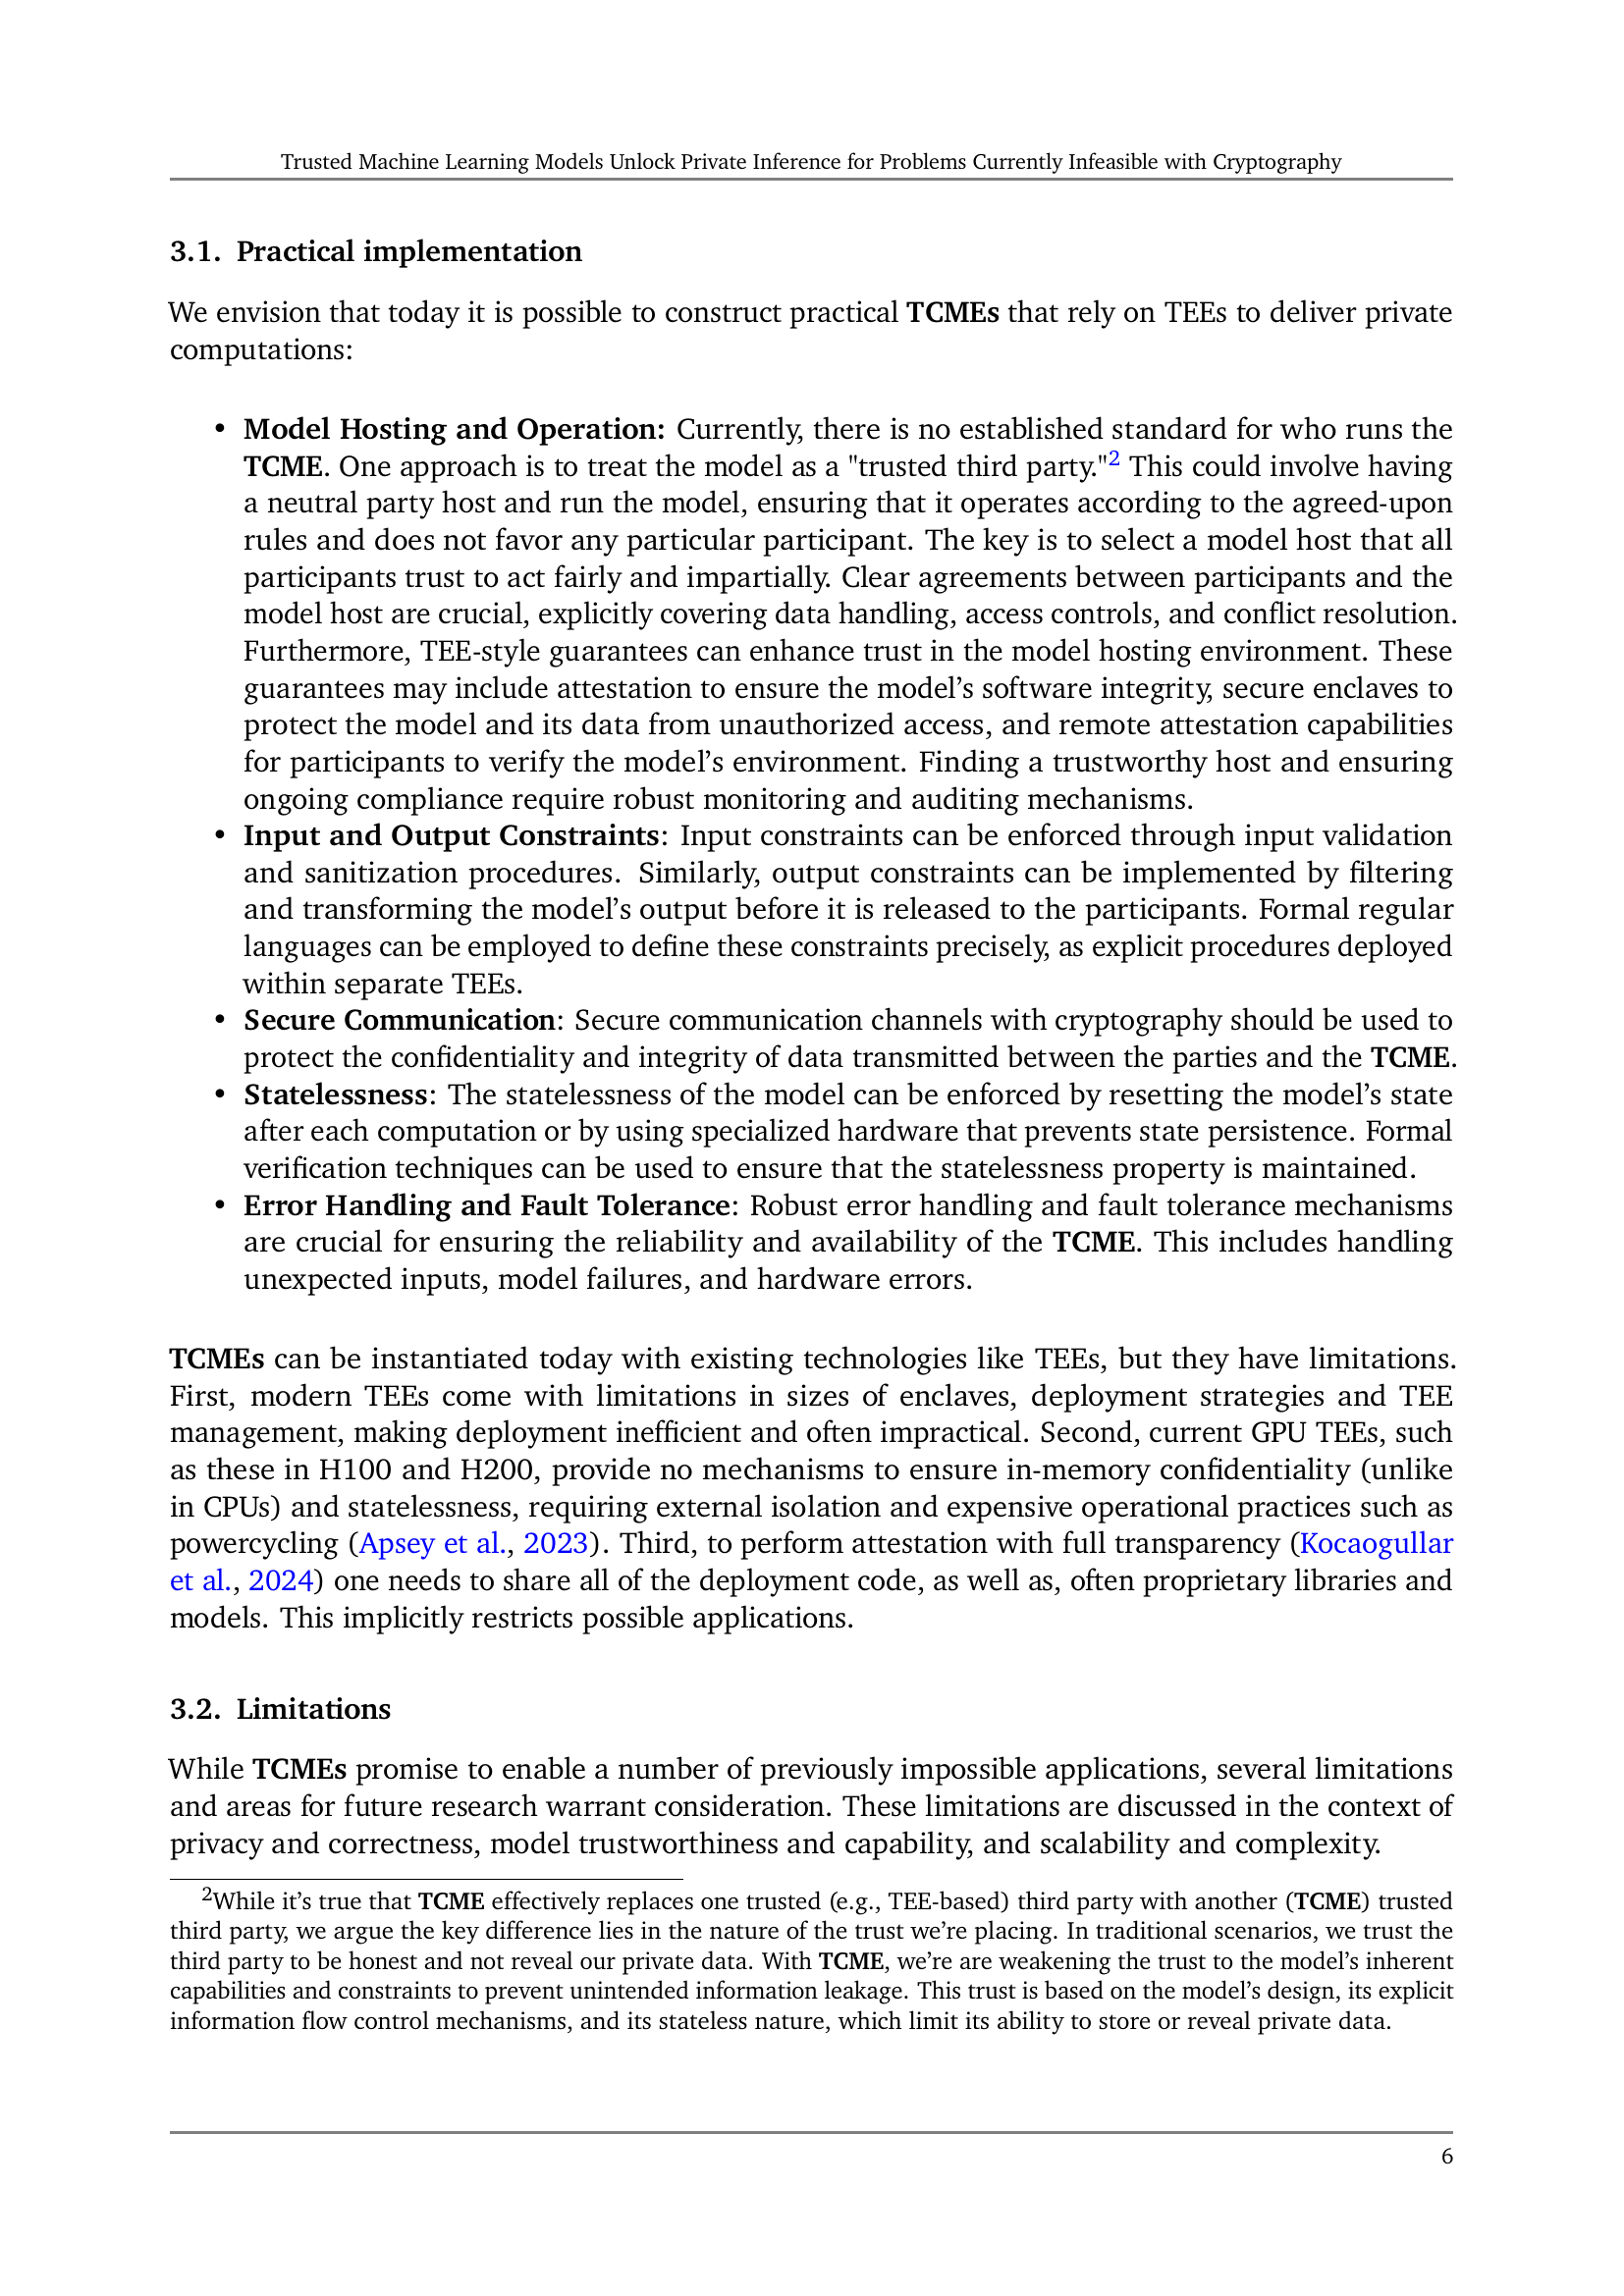 Trusted Machine Learning Models Unlock Private Inference for Problems Currently Infeasible with Cryptography
3.1. Practical implementation
We envision that today it is possible to construct practical TCMEs that rely on TEEs to deliver private
computations:
• Model Hosting and Operation: Currently, there is no established standard for who runs the
TCME. One approach is to treat the model as a "trusted third party."2 This could involve having
a neutral party host and run the model, ensuring that it operates according to the agreed-upon
rules and does not favor any particular participant. The key is to select a model host that all
participants trust to act fairly and impartially. Clear agreements between participants and the
model host are crucial, explicitly covering data handling, access controls, and conflict resolution.
Furthermore, TEE-style guarantees can enhance trust in the model hosting environment. These
guarantees may include attestation to ensure the model’s software integrity, secure enclaves to
protect the model and its data from unauthorized access, and remote attestation capabilities
for participants to verify the model’s environment. Finding a trustworthy host and ensuring
ongoing compliance require robust monitoring and auditing mechanisms.
• Input and Output Constraints: Input constraints can be enforced through input validation
and sanitization procedures. Similarly, output constraints can be implemented by filtering
and transforming the model’s output before it is released to the participants. Formal regular
languages can be employed to define these constraints precisely, as explicit procedures deployed
within separate TEEs.
• Secure Communication: Secure communication channels with cryptography should be used to
protect the confidentiality and integrity of data transmitted between the parties and the TCME.
• Statelessness: The statelessness of the model can be enforced by resetting the model’s state
after each computation or by using specialized hardware that prevents state persistence. Formal
verification techniques can be used to ensure that the statelessness property is maintained.
• Error Handling and Fault Tolerance: Robust error handling and fault tolerance mechanisms
are crucial for ensuring the reliability and availability of the TCME. This includes handling
unexpected inputs, model failures, and hardware errors.
TCMEs can be instantiated today with existing technologies like TEEs, but they have limitations.
First, modern TEEs come with limitations in sizes of enclaves, deployment strategies and TEE
management, making deployment inefficient and often impractical. Second, current GPU TEEs, such
as these in H100 and H200, provide no mechanisms to ensure in-memory confidentiality (unlike
in CPUs) and statelessness, requiring external isolation and expensive operational practices such as
powercycling (Apsey et al., 2023). Third, to perform attestation with full transparency (Kocaogullar
et al., 2024) one needs to share all of the deployment code, as well as, often proprietary libraries and
models. This implicitly restricts possible applications.
3.2. Limitations
While TCMEs promise to enable a number of previously impossible applications, several limitations
and areas for future research warrant consideration. These limitations are discussed in the context of
privacy and correctness, model trustworthiness and capability, and scalability and complexity.
2While it’s true that TCME effectively replaces one trusted (e.g., TEE-based) third party with another (TCME) trusted
third party, we argue the key difference lies in the nature of the trust we’re placing. In traditional scenarios, we trust the
third party to be honest and not reveal our private data. With TCME, we’re are weakening the trust to the model’s inherent
capabilities and constraints to prevent unintended information leakage. This trust is based on the model’s design, its explicit
information flow control mechanisms, and its stateless nature, which limit its ability to store or reveal private data.
6